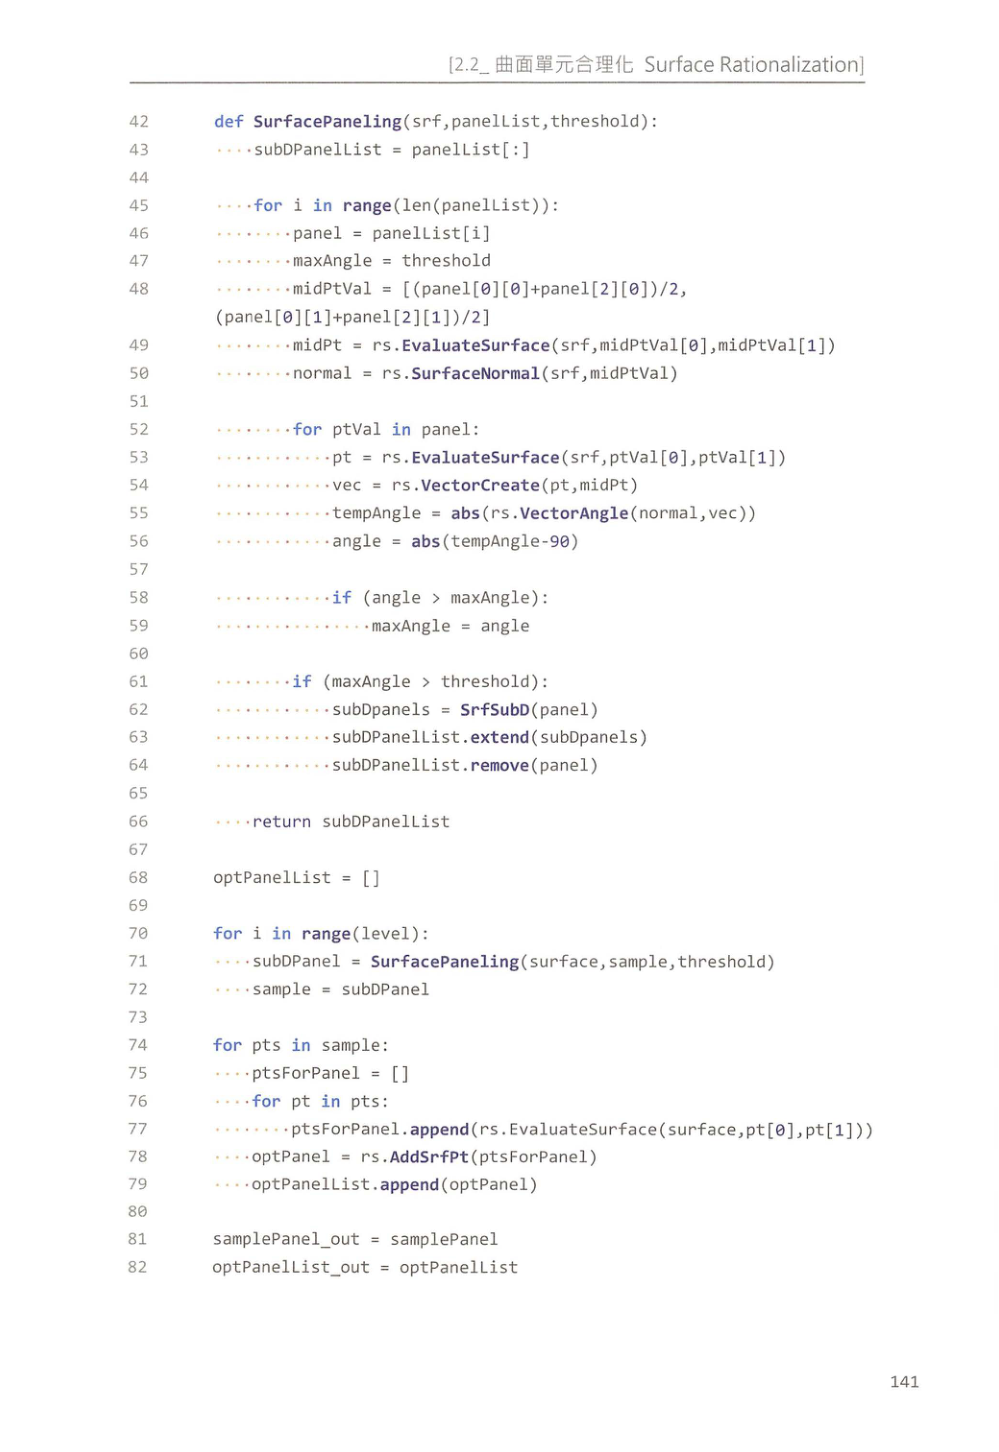 [2.2_ 曲面單元合理化 Surface Rationalization]
42 def SurfacePaneling(srf,panelList,threshold):
43 ····subDPanelList = panelList[:]
44
45 ····for i in range(len(panelList)):
46 ········panel = panelList[i]
47 ········maxAngle = threshold
48 ········midPtVal = [(panel[0][0]+panel[2][0])/2,
(panel[0][1]+panel[2][1])/2]
49 ········midPt = rs.EvaluateSurface(srf,midPtVal[0],midPtVal[1])
50 ········normal = rs.SurfaceNormal(srf,midPtVal)
51
52 ········for ptVal in panel:
53 ············pt = rs.EvaluateSurface(srf,ptVal[0],ptVal[1])
54 ············vec = rs.VectorCreate(pt,midPt)
55 ············tempAngle = abs(rs.VectorAngle(normal,vec))
56 ············angle = abs(tempAngle-90)
57
58 ············if (angle > maxAngle):
59 ················maxAngle = angle
60
61 ········if (maxAngle > threshold):
62 ············subDpanels = SrfSubD(panel)
63 ············subDPanelList.extend(subDpanels)
64 ············subDPanelList.remove(panel)
65
66 ····return subDPanelList
67
68 optPanelList = []
69
70 for i in range(level):
71 ····subDPanel = SurfacePaneling(surface,sample,threshold)
72 ····sample = subDPanel
73
74 for pts in sample:
75 ····ptsForPanel = []
76 ····for pt in pts:
77 ········ptsForPanel.append(rs.EvaluateSurface(surface,pt[0],pt[1]))
78 ····optPanel = rs.AddSrfPt(ptsForPanel)
79 ····optPanelList.append(optPanel)
80
81 samplePanel_out = samplePanel
82 optPanelList_out = optPanelList
141